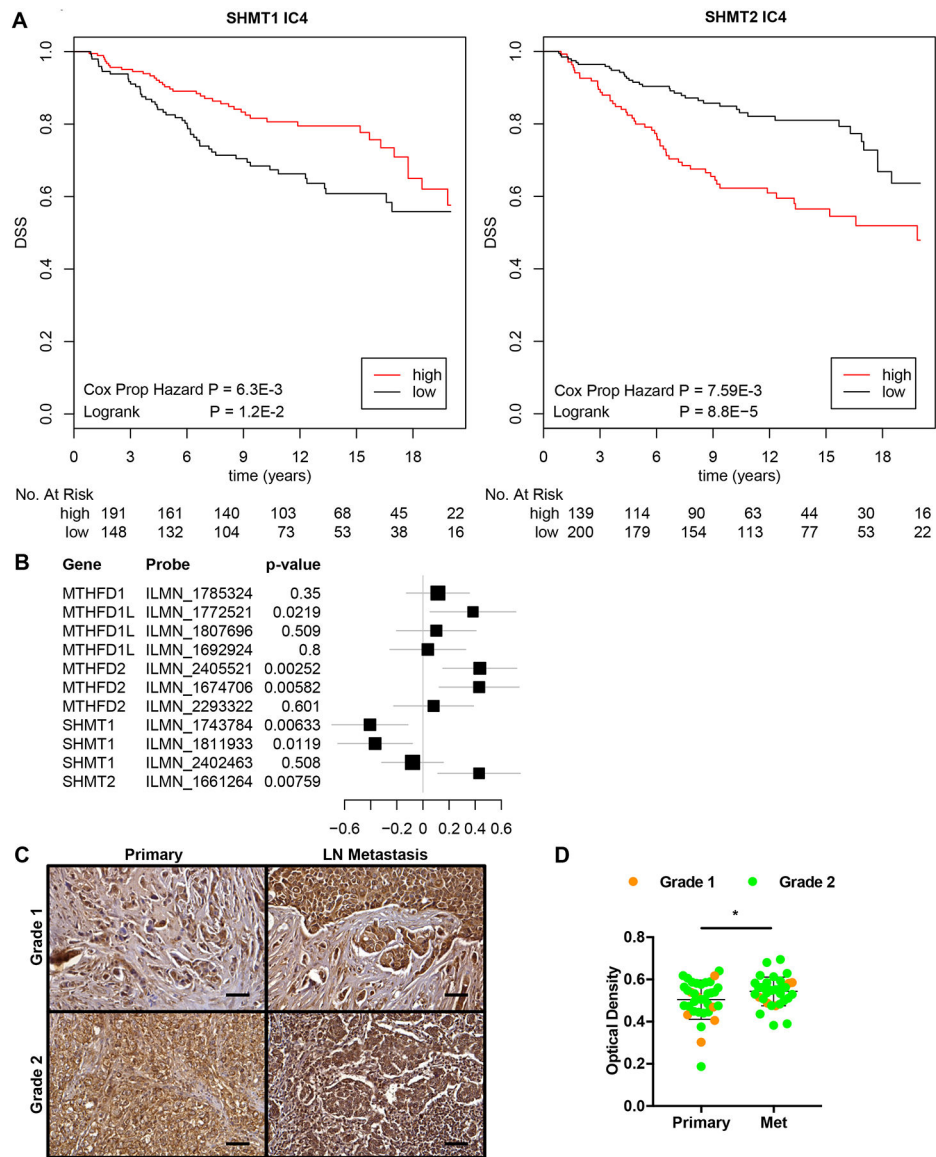 A
SHMT1 IC4
SHMT2 IC4
DSS
1.0
0.8
0.6
0.4
0.2
0.0
Cox Prop Hazard P = 6.3E-3
Logrank P = 1.2E-2
high
low
0 3 6 9 12 15 18
time (years)
DSS
1.0
0.8
0.6
0.4
0.2
0.0
Cox Prop Hazard P = 7.59E-3
Logrank P = 8.8E−5
high
low
0 3 6 9 12 15 18
time (years)
No. At Risk
high 191 161 140 103 68 45 22
low 148 132 104 73 53 38 16
No. At Risk
high 139 114 90 63 44 30 16
low 200 179 154 113 77 53 22
B
Gene Probe p-value
MTHFD1 ILMN_1785324 0.35
MTHFD1L ILMN_1772521 0.0219
MTHFD1L ILMN_1807696 0.509
MTHFD1L ILMN_1692924 0.8
MTHFD2 ILMN_2405521 0.00252
MTHFD2 ILMN_1674706 0.00582
MTHFD2 ILMN_2293322 0.601
SHMT1 ILMN_1743784 0.00633
SHMT1 ILMN_1811933 0.0119
SHMT1 ILMN_2402463 0.508
SHMT2 ILMN_1661264 0.00759
−0.6 −0.2 0 0.2 0.4 0.6
C
Primary LN Metastasis
Grade 1
Grade 2
D
Grade 1 Grade 2
*
Optical Density
0.8
0.6
0.4
0.2
0.0
Primary Met